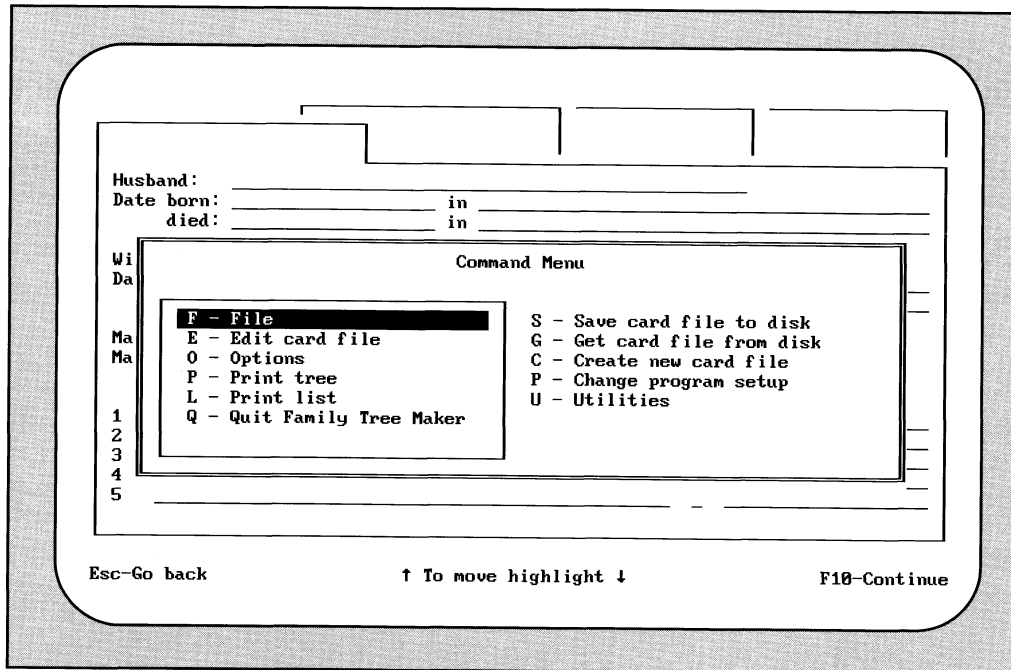 Husband:
Date born: in
died: in
Wi
Da
Command Menu
F - File
E - Edit card file
O - Options
P - Print tree
L - Print list
Q - Quit Family Tree Maker
S - Save card file to disk
G - Get card file from disk
C - Create new card file
P - Change program setup
U - Utilities
Ma
Ma
1
2
3
4
5 -
Esc-Go back ↑ To move highlight ↓ F10-Continue